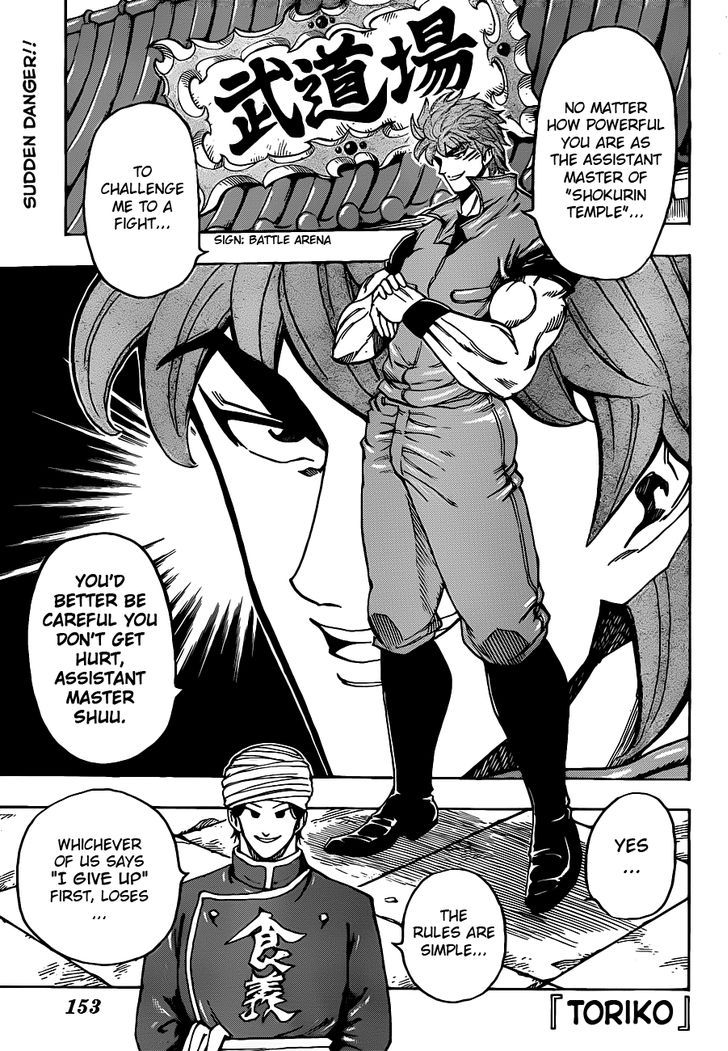 武道場
SUDDEN DANGER!!
NO MATTER
HOW POWERFUL
YOU ARE AS
THE ASSISTANT
MASTER OF
"SHOKURIN
TEMPLE"...
TO
CHALLENGE
ME TO A
FIGHT...
SIGN: BATTLE ARENA
YOU'D
BETTER BE
CAREFUL YOU
DON'T GET
HURT,
ASSISTANT
MASTER
SHUU.
YES
...
THE
RULES ARE
SIMPLE...
WHICHEVER
OF US SAYS
"I GIVE UP"
FIRST, LOSES
...
食義
153
『TORIKO』